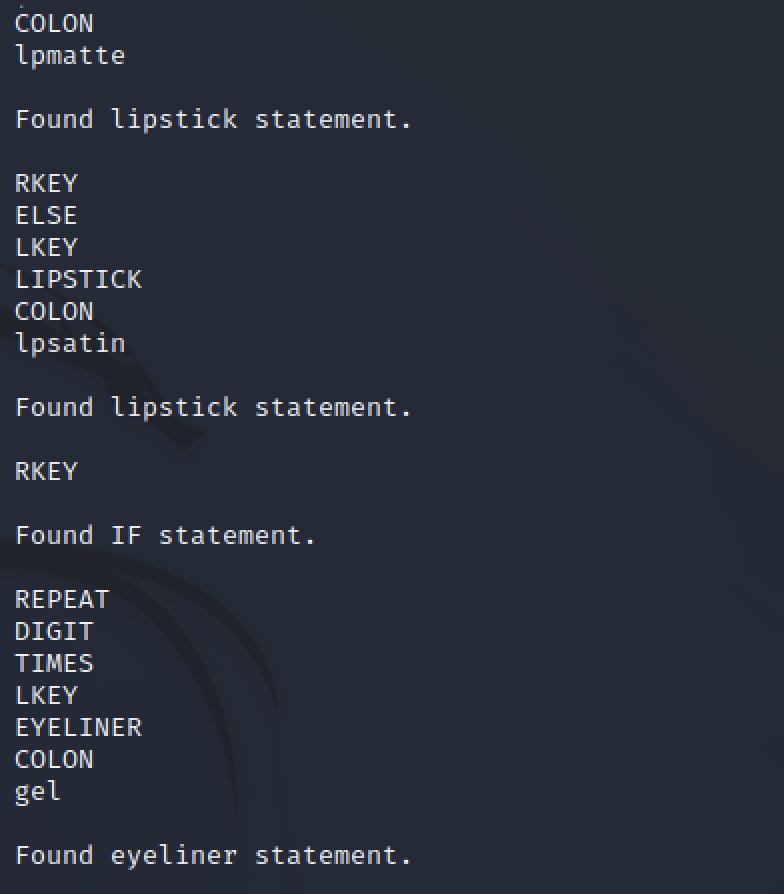 COLON
lpmatte
Found lipstick statement.
RKEY
ELSE
LKEY
LIPSTICK
COLON
lpsatin
Found lipstick statement.
RKEY
Found IF statement.
REPEAT
DIGIT
TIMES
LKEY
EYELINER
COLON
gel
Found eyeliner statement.